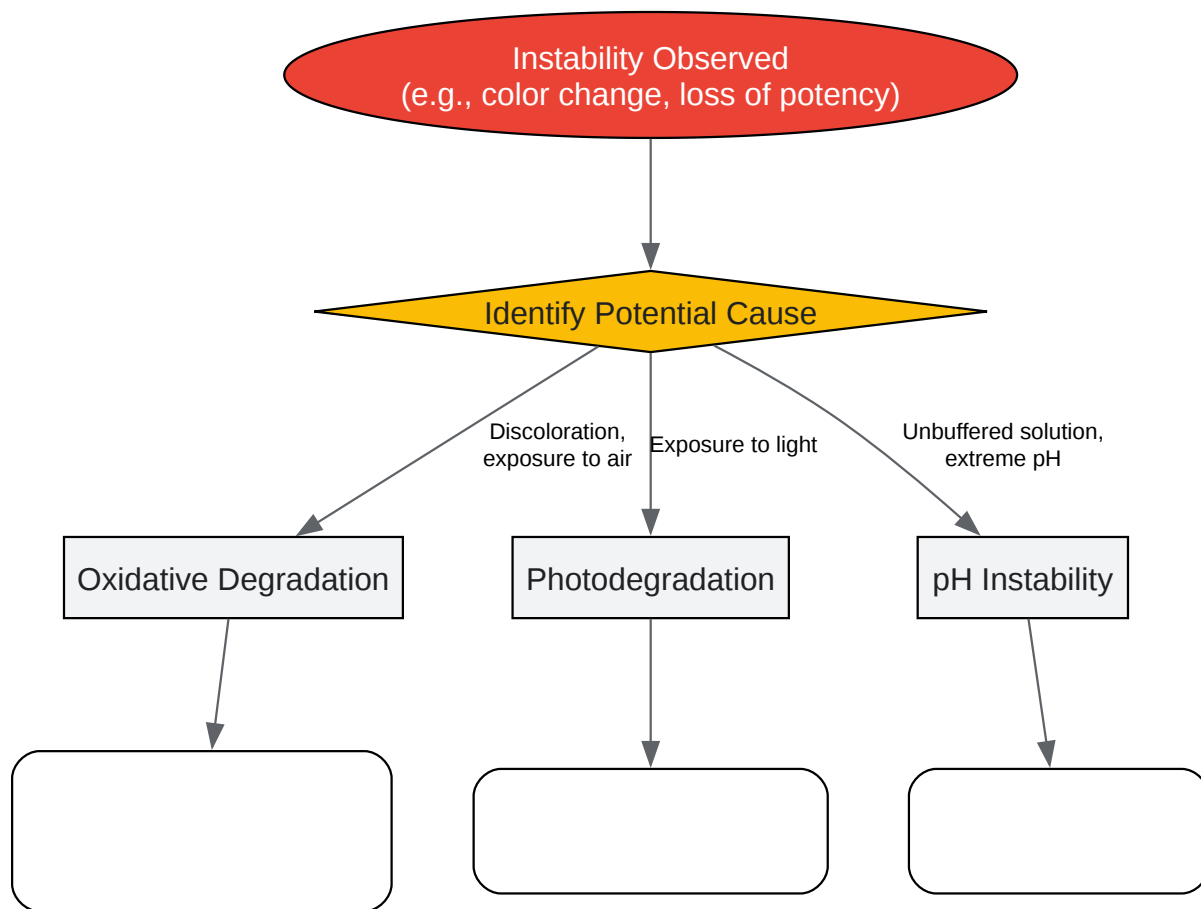 Instability Observed
(e.g., color change, loss of potency)
Identify Potential Cause
Discoloration,
exposure to air
Exposure to light
Unbuffered solution,
extreme pH
Oxidative Degradation
Photodegradation
pH Instability